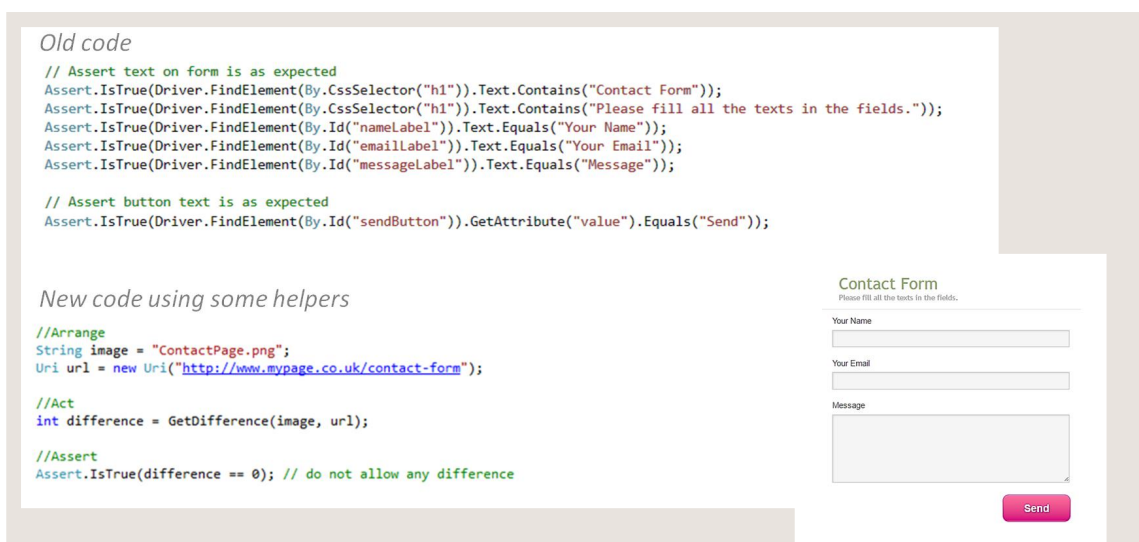 Old code
// Assert text on form is as expected
Assert.IsTrue(Driver.FindElement(By.CssSelector("h1")).Text.Contains("Contact Form"));
Assert.IsTrue(Driver.FindElement(By.CssSelector("h1")).Text.Contains("Please fill all the texts in the fields."));
Assert.IsTrue(Driver.FindElement(By.Id("nameLabel")).Text.Equals("Your Name"));
Assert.IsTrue(Driver.FindElement(By.Id("emailLabel")).Text.Equals("Your Email"));
Assert.IsTrue(Driver.FindElement(By.Id("messageLabel")).Text.Equals("Message"));
// Assert button text is as expected
Assert.IsTrue(Driver.FindElement(By.Id("sendButton")).GetAttribute("value").Equals("Send"));
New code using some helpers
//Arrange
String image = "ContactPage.png";
Uri url = new Uri("http://www.mypage.co.uk/contact-form");
//Act
int difference = GetDifference(image, url);
//Assert
Assert.IsTrue(difference == 0); // do not allow any difference
Contact Form
Please fill all the texts in the fields.
Your Name
Your Email
Message
Send